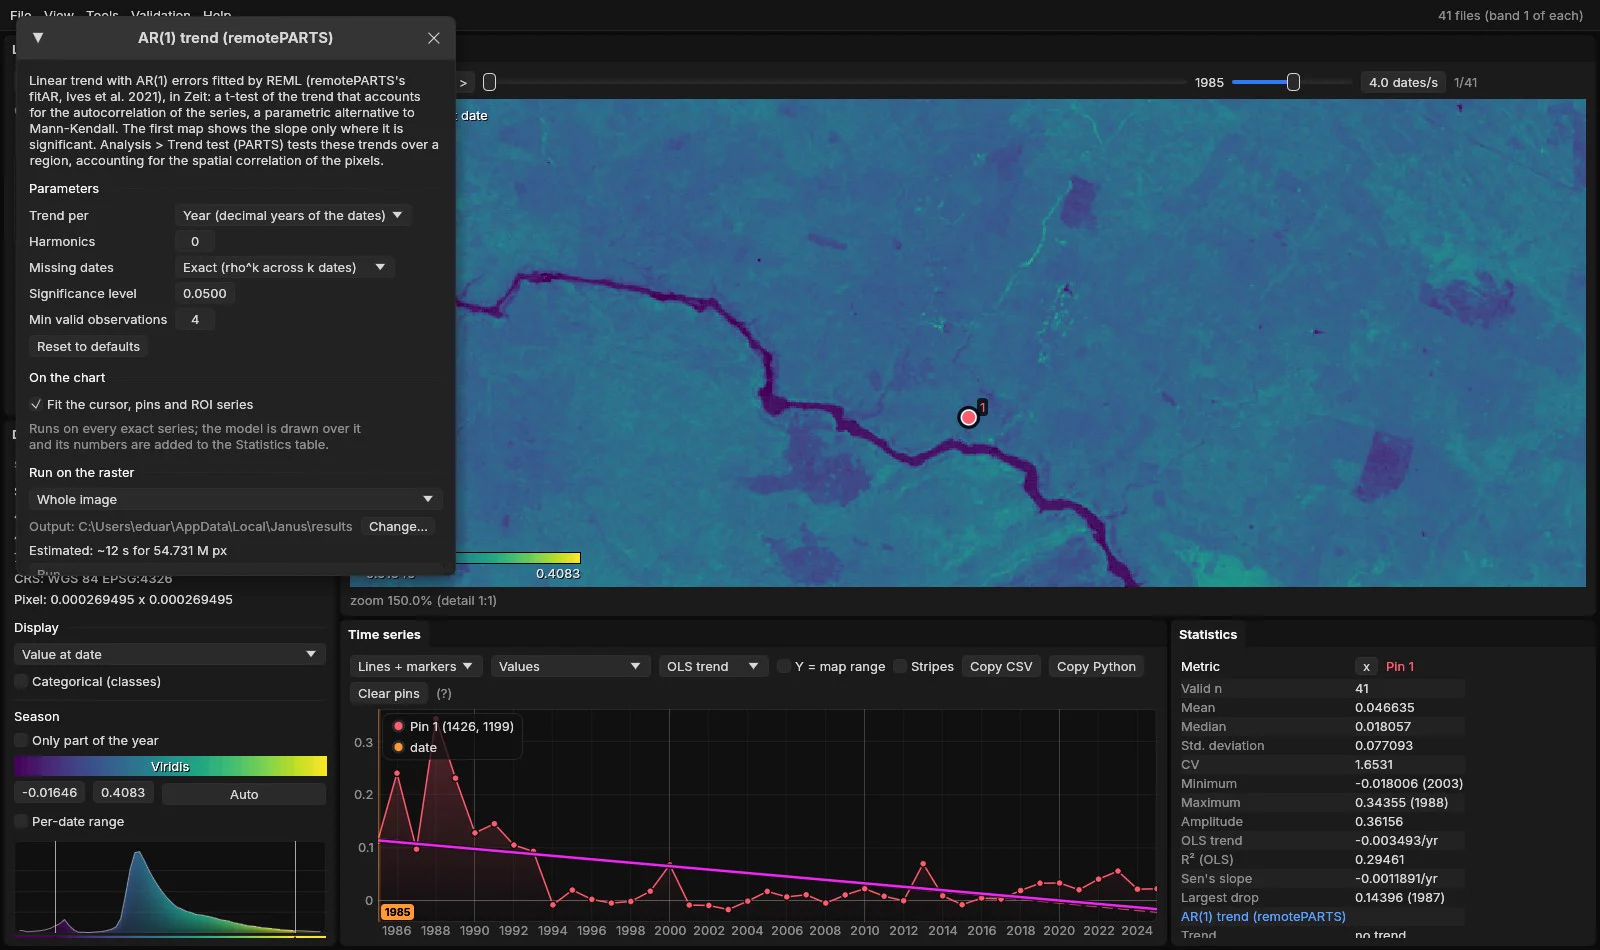 File View Tools Validation Help
41 files (band 1 of each)
AR(1) trend (remotePARTS)
Linear trend with AR(1) errors fitted by REML (remotePARTS's
fitAR, Ives et al. 2021), in Zeit: a t-test of the trend that accounts
for the autocorrelation of the series, a parametric alternative to
Mann-Kendall. The first map shows the slope only where it is
significant. Analysis > Trend test (PARTS) tests these trends over a
region, accounting for the spatial correlation of the pixels.
Parameters
Trend per Year (decimal years of the dates)
Harmonics 0
Missing dates Exact (rho^k across k dates)
Significance level 0.0500
Min valid observations 4
Reset to defaults
On the chart
Fit the cursor, pins and ROI series
Runs on every exact series; the model is drawn over it
and its numbers are added to the Statistics table.
Run on the raster
Whole image
Output: C:\Users\eduar\AppData\Local\Janus\results Change...
Estimated: ~12 s for 54.731 M px
Run
CRS: WGS 84 EPSG:4326
Pixel: 0.000269495 x 0.000269495
Display
Value at date
Categorical (classes)
Season
Only part of the year
Viridis
-0.01646 0.4083 Auto
Per-date range
> 1985 4.0 dates/s 1/41
date
1
0.4083
zoom 150.0% (detail 1:1)
Time series
Lines + markers Values OLS trend Y = map range Stripes Copy CSV Copy Python
Clear pins (?)
Pin 1 (1426, 1199)
date
0.3
0.2
0.1
0
1985
1986 1988 1990 1992 1994 1996 1998 2000 2002 2004 2006 2008 2010 2012 2014 2016 2018 2020 2022 2024
Statistics
Metric x Pin 1
Valid n 41
Mean 0.046635
Median 0.018057
Std. deviation 0.077093
CV 1.6531
Minimum -0.018006 (2003)
Maximum 0.34355 (1988)
Amplitude 0.36156
OLS trend -0.003493/yr
R² (OLS) 0.29461
Sen's slope -0.0011891/yr
Largest drop 0.14396 (1987)
AR(1) trend (remotePARTS)
Trend no trend